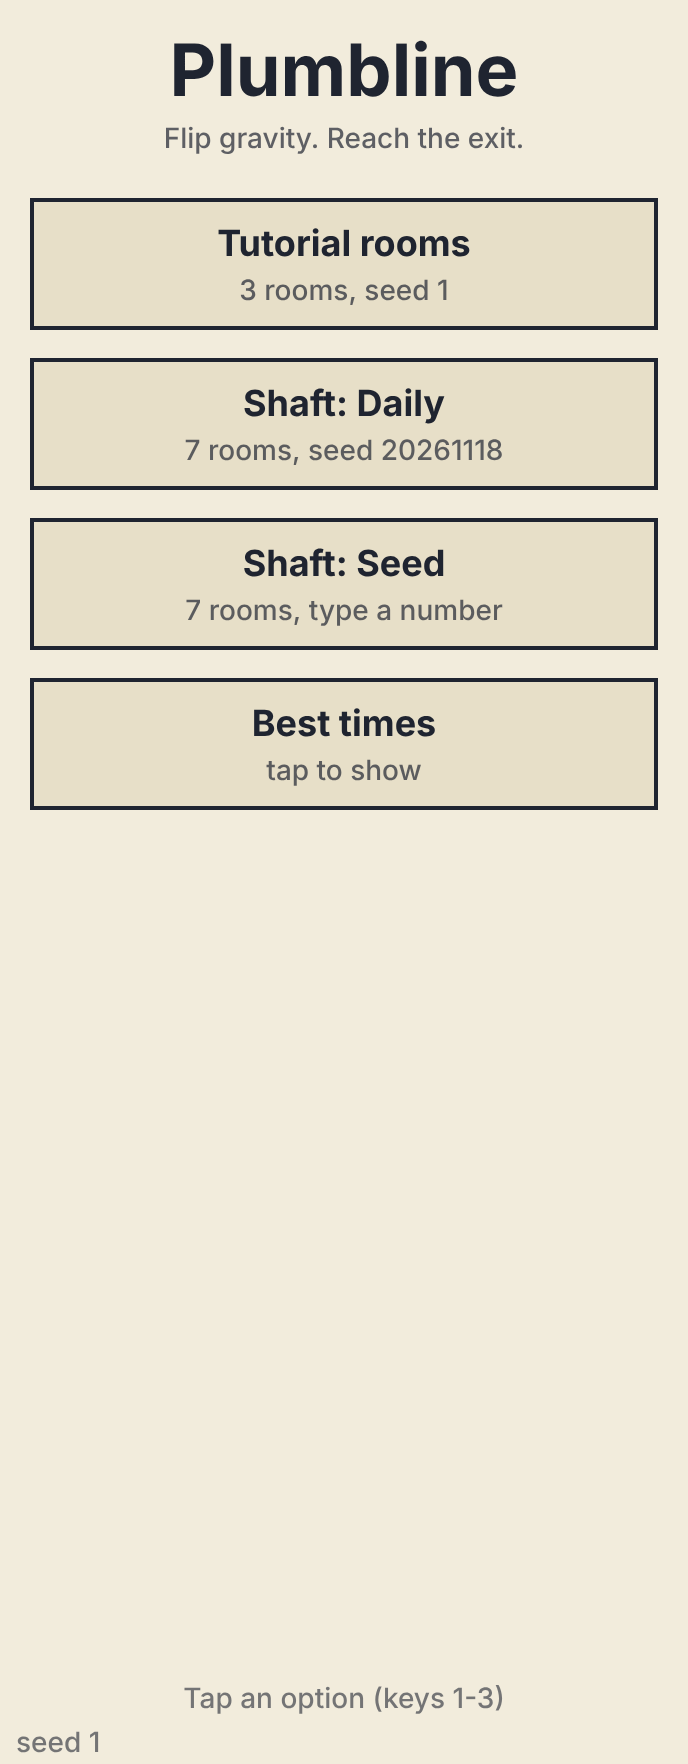 Plumbline
Flip gravity. Reach the exit.
Tutorial rooms
3 rooms, seed 1
Shaft: Daily
7 rooms, seed 20261118
Shaft: Seed
7 rooms, type a number
Best times
tap to show
Tap an option (keys 1-3)
seed 1